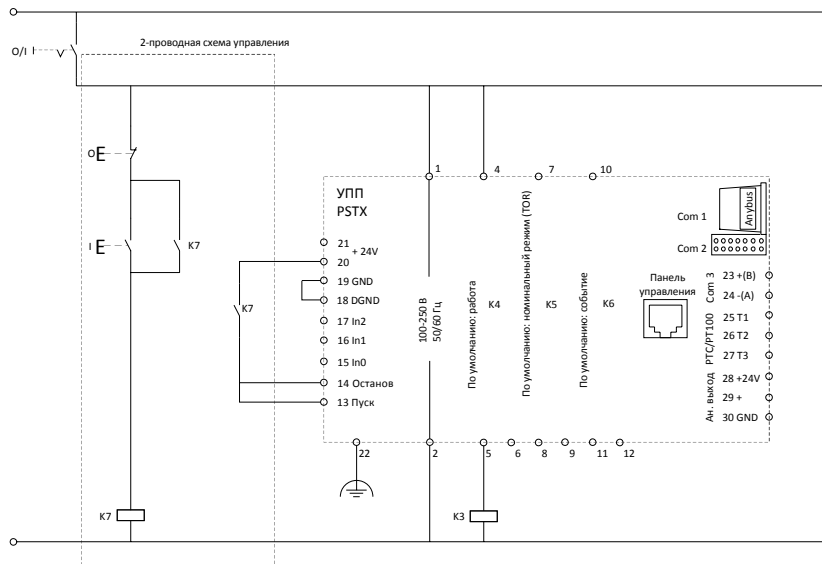 2-проводная схема управления
O/I
O E
I E
K7
K7
K7
УПП
PSTX
1
4
7
10
21
+ 24V
20
19 GND
18 DGND
17 In2
16 In1
15 In0
14 Останов
13 Пуск
100-250 В
50/60 Гц
По умолчанию: работа
K4
По умолчанию: номинальный режим (TOR)
K5
По умолчанию: событие
K6
Anybus
Com 1
Com 2
Панель
управления
Com 3
23 +(B)
24 -(A)
PTC/PT100
25 T1
26 T2
27 T3
Ан. выход
28 +24V
29 +
30 GND
22
2
5
6
8
9
11
12
K3